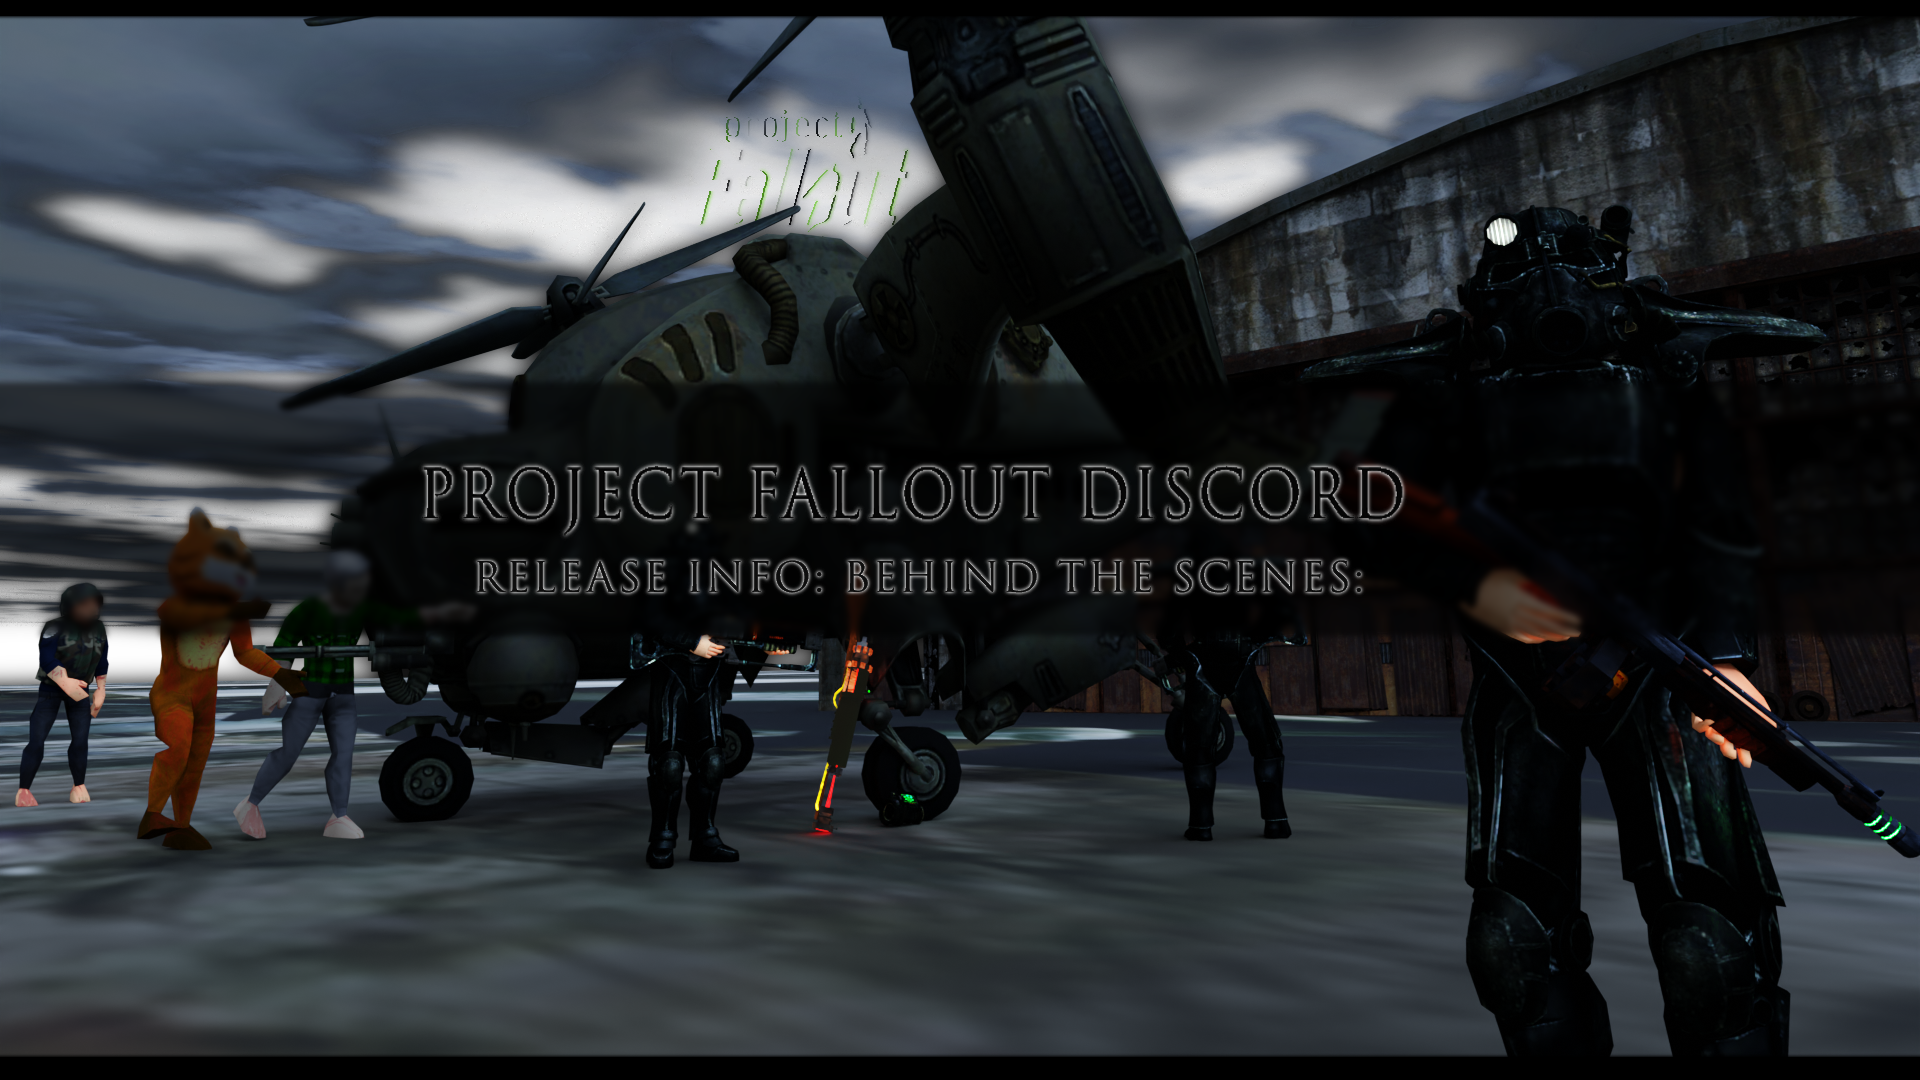 project
Fallout
PROJECT FALLOUT DISCORD
RELEASE INFO: BEHIND THE SCENES: